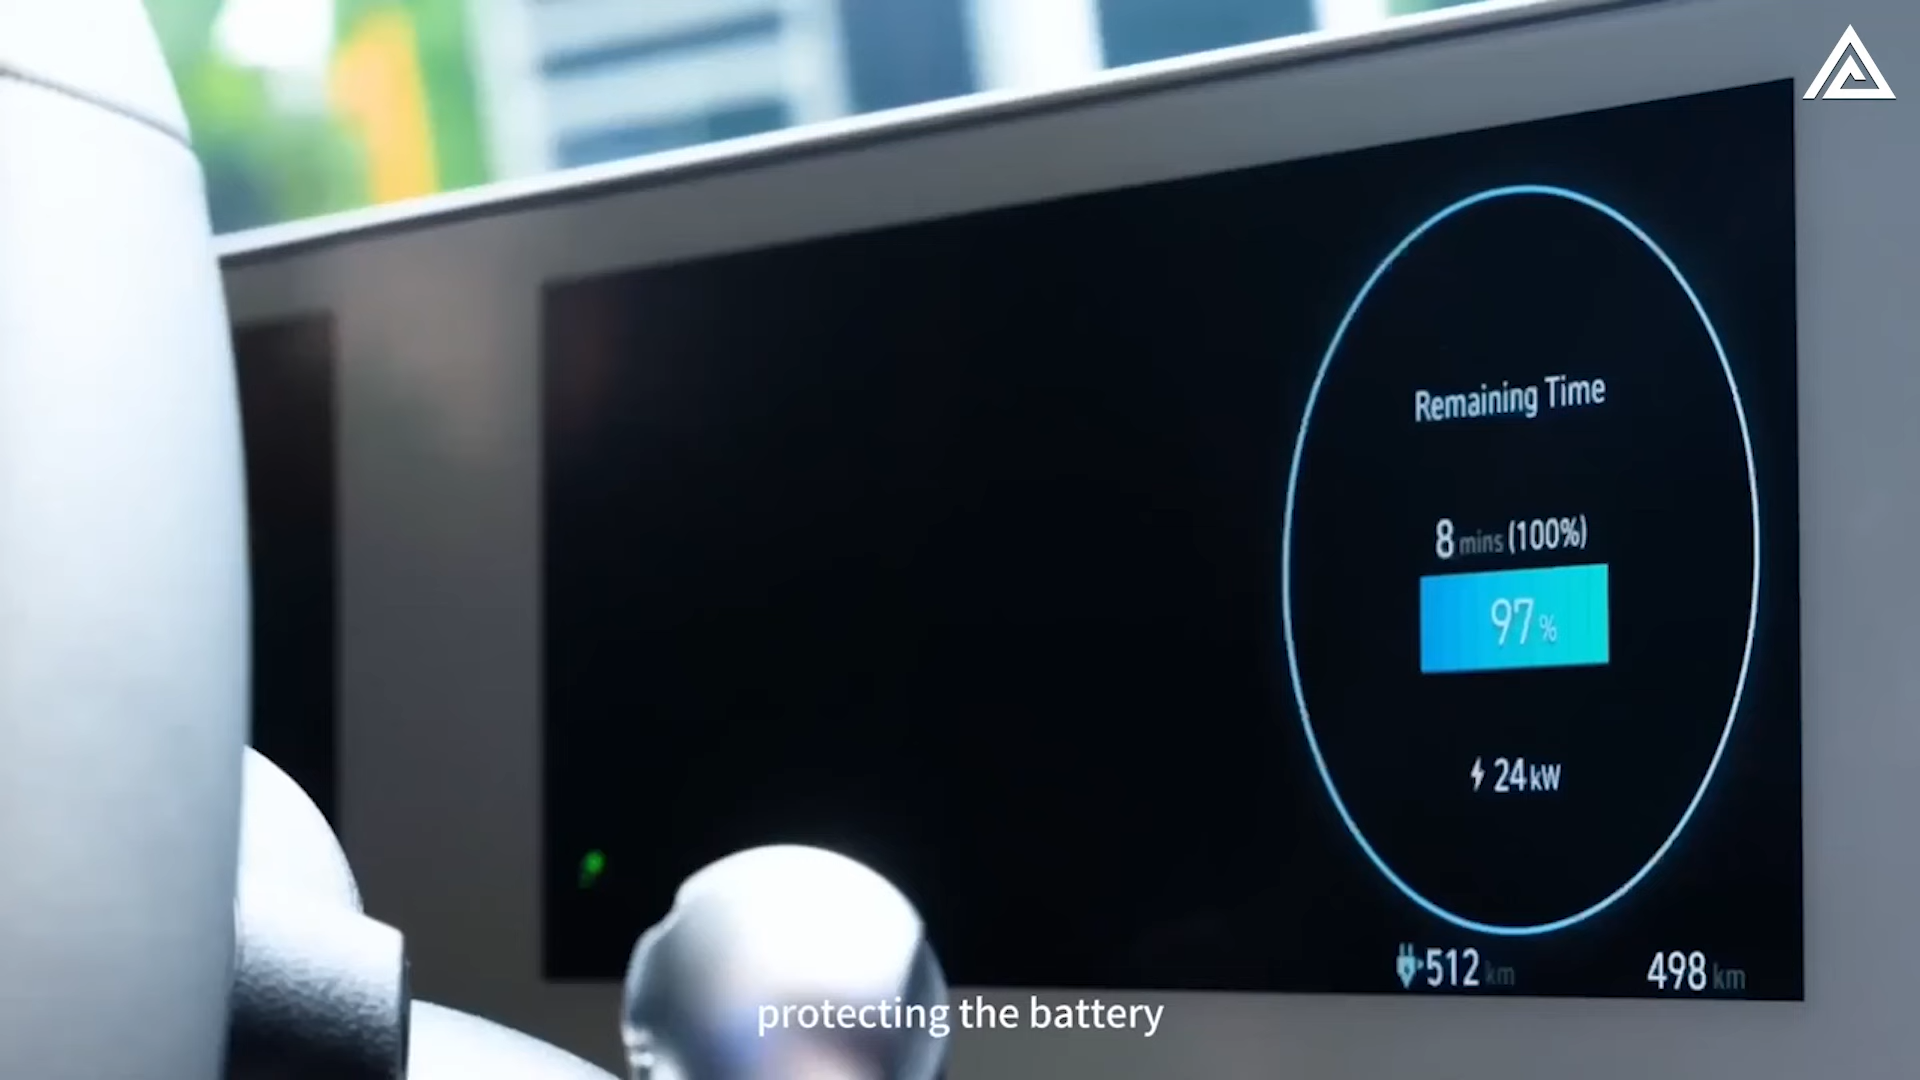 Remaining Time
8 mins (100%)
97 %
24 kW
512 km
498 km
protecting the battery